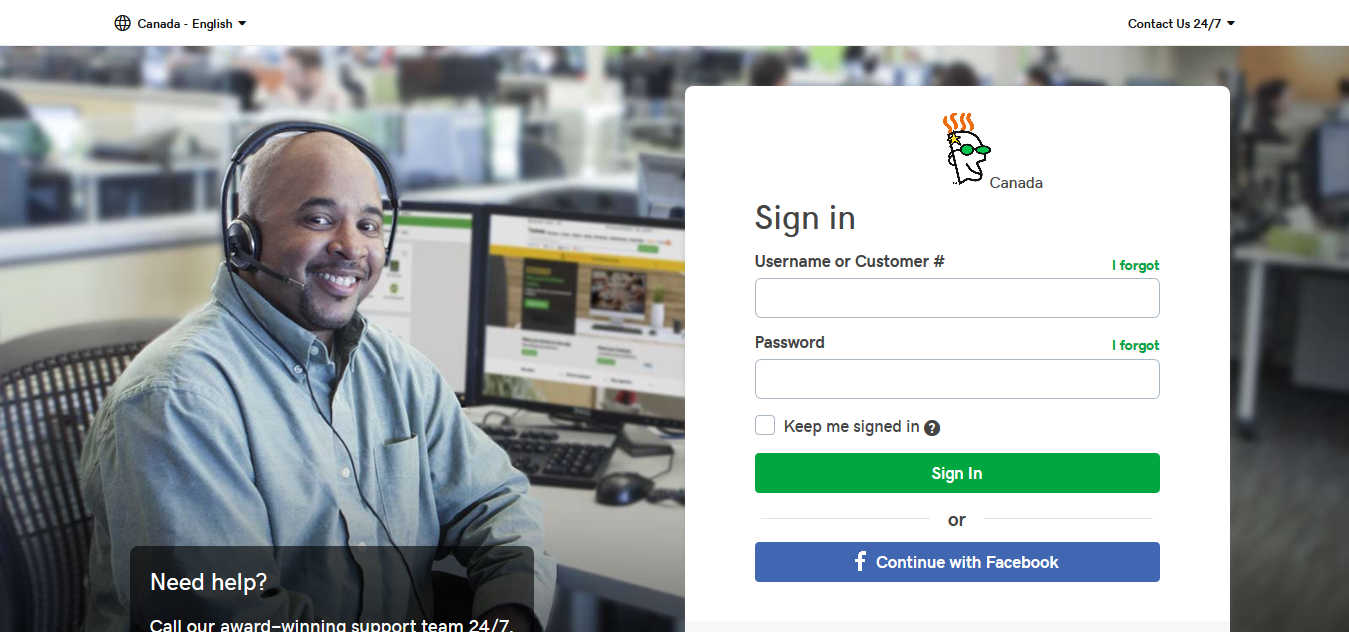 Canada - English
Contact Us 24/7
Canada
Sign in
Username or Customer #
I forgot
Password
I forgot
Keep me signed in ?
Sign In
or
f Continue with Facebook
Need help?
Call our award-winning support team 24/7.